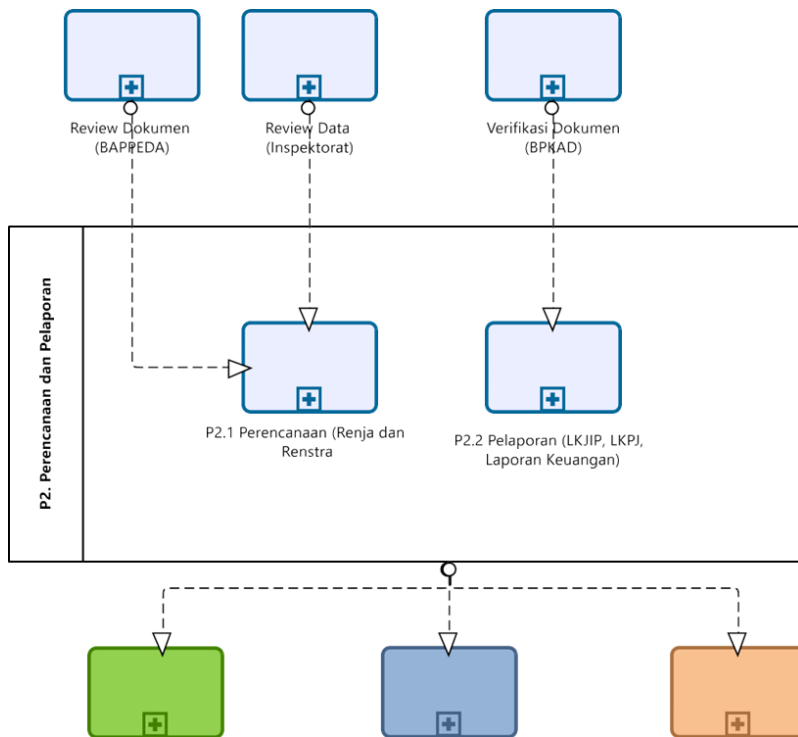 Review Dokumen
(BAPPEDA)
Review Data
(Inspektorat)
Verifikasi Dokumen
(BPKAD)
P2. Perencanaan dan Pelaporan
P2.1 Perencanaan (Renja dan
Renstra
P2.2 Pelaporan (LKJIP, LKPJ,
Laporan Keuangan)